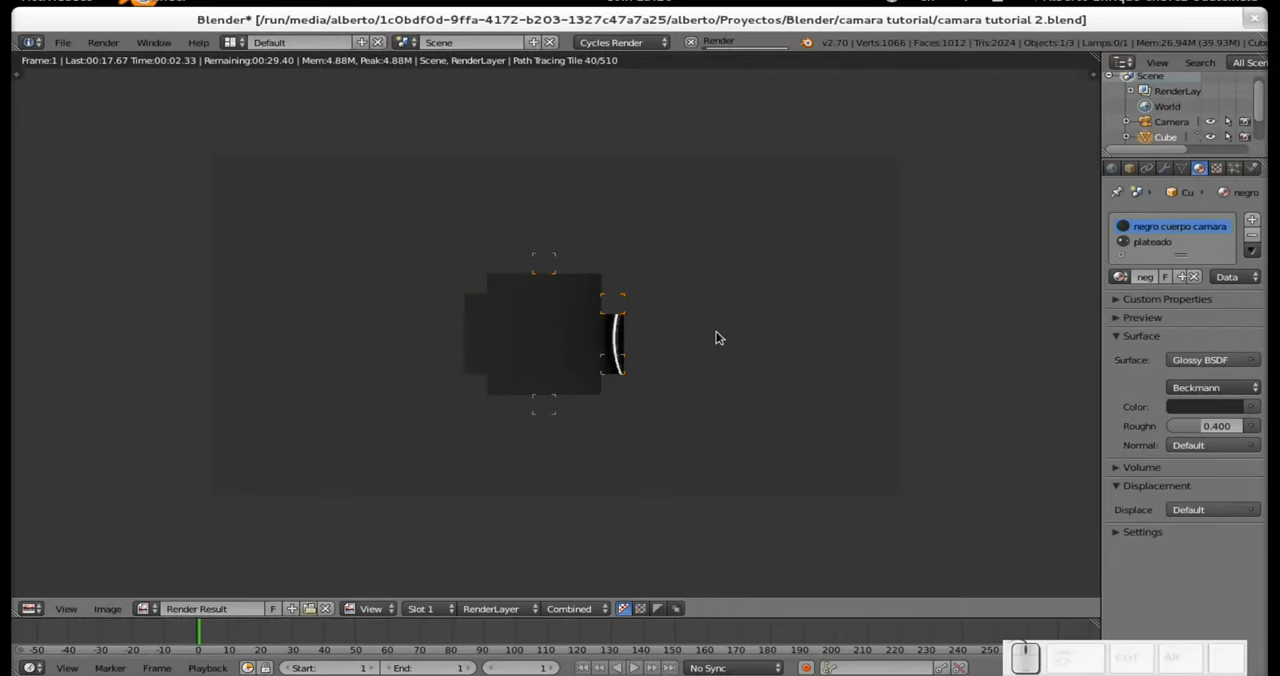 Blender* [/run/media/alberto/1c0bdf0d-9ffa-4172-b203-1327c47a7a25/alberto/Proyectos/Blender/camara tutorial/camara tutorial 2.blend]
File Render Window Help Default Scene Cycles Render Render v2.70 | Verts:1066 | Faces:1012 | Tris:2024 | Objects:1/3 | Lamps:0/1 | Mem:26.94M (39.93M) | Cube
Frame:1 | Last:00:17.67 Time:00:02.33 | Remaining:00:29.40 | Mem:4.88M, Peak:4.88M | Scene, RenderLayer | Path Tracing Tile 40/510
View Search All Scen
Scene
RenderLay
World
Camera
Cube
Cu negro
negro cuerpo camara
plateado
neg F Data
Custom Properties
Preview
Surface
Surface: Glossy BSDF
Beckmann
Color:
Roughn 0.400
Normal: Default
Volume
Displacement
Displace Default
Settings
View Image Render Result F View Slot 1 RenderLayer Combined
-50 -40 -30 -20 -10 0 10 20 30 40 50 60 70 80 90 100 110 120 130 140 150 160 170 180 190 200 210 220 230 240 250
View Marker Frame Playback Start: 1 End: 1 1 No Sync
Ctrl Alt